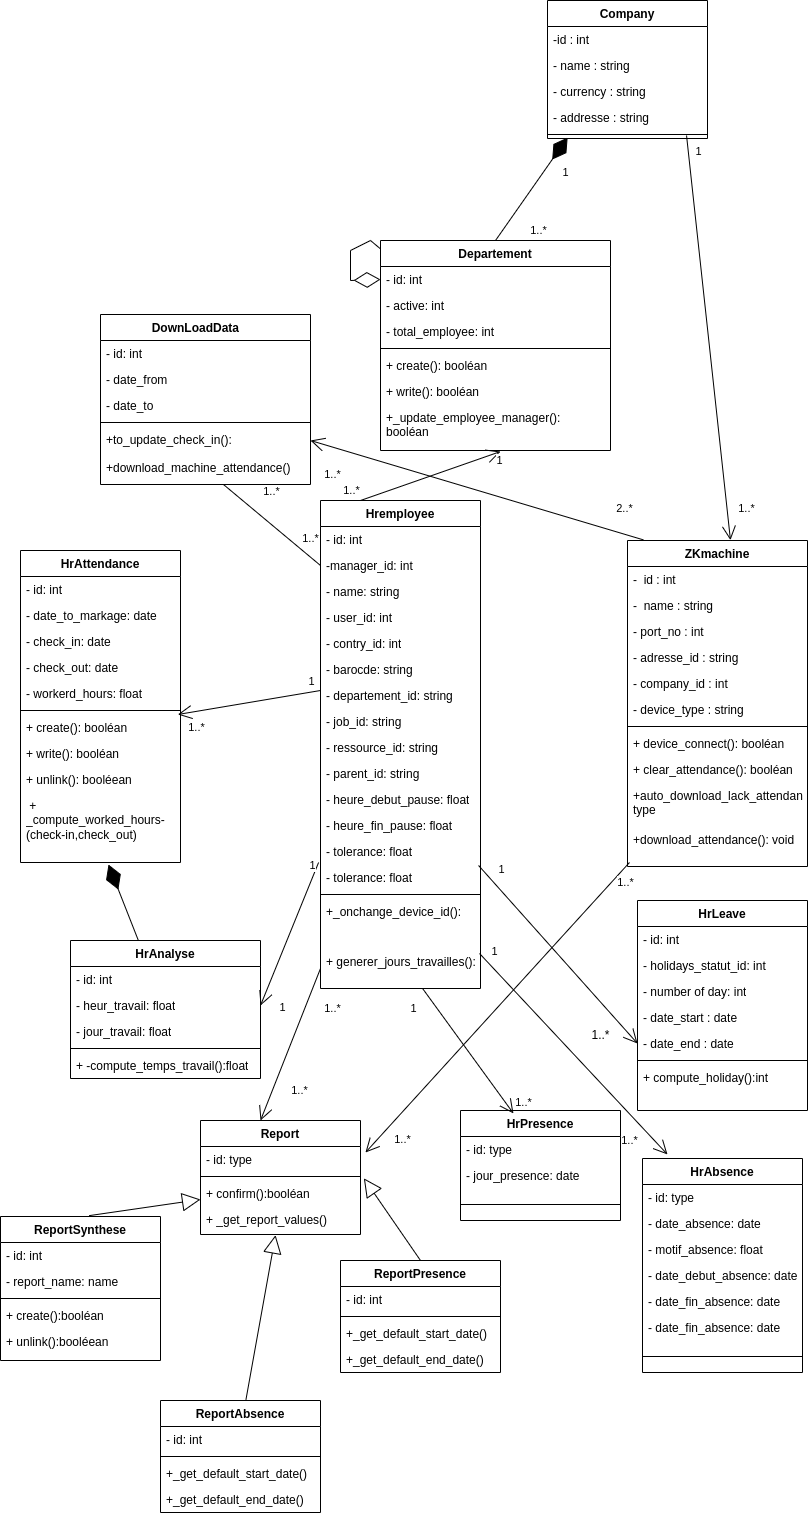 Company
-id : int
- name : string
- currency : string
- addresse : string
1
1
1..*
Departement
- id: int
- active: int
- total_employee: int
+ create(): booléan
+ write(): booléan
+_update_employee_manager():
booléan
DownLoadData
- id: int
- date_from
- date_to
+to_update_check_in():
+download_machine_attendance()
1..*
1..*
1..*
1
1..*
2..*
1..*
Hremployee
- id: int
-manager_id: int
- name: string
- user_id: int
- contry_id: int
- barocde: string
- departement_id: string
- job_id: string
- ressource_id: string
- parent_id: string
- heure_debut_pause: float
- heure_fin_pause: float
- tolerance: float
- tolerance: float
+_onchange_device_id():
+ generer_jours_travailles():
ZKmachine
-  id : int
-  name : string
- port_no : int
- adresse_id : string
- company_id : int
- device_type : string
+ device_connect(): booléan
+ clear_attendance(): booléan
+auto_download_lack_attendan
type
+download_attendance(): void
HrAttendance
- id: int
- date_to_markage: date
- check_in: date
- check_out: date
- workerd_hours: float
+ create(): booléan
+ write(): booléan
+ unlink(): booléean
+
_compute_worked_hours-
(check-in,check_out)
1
1..*
1
1
1..*
1
1
1
1..*
HrLeave
- id: int
- holidays_statut_id: int
- number of day: int
- date_start : date
- date_end : date
+ compute_holiday():int
1..*
HrAnalyse
- id: int
- heur_travail: float
- jour_travail: float
+ -compute_temps_travail():float
1..*
1..*
1..*
1..*
Report
- id: type
+ confirm():booléan
+ _get_report_values()
HrPresence
- id: type
- jour_presence: date
HrAbsence
- id: type
- date_absence: date
- motif_absence: float
- date_debut_absence: date
- date_fin_absence: date
- date_fin_absence: date
ReportSynthese
- id: int
- report_name: name
+ create():booléan
+ unlink():booléean
ReportPresence
- id: int
+_get_default_start_date()
+_get_default_end_date()
ReportAbsence
- id: int
+_get_default_start_date()
+_get_default_end_date()